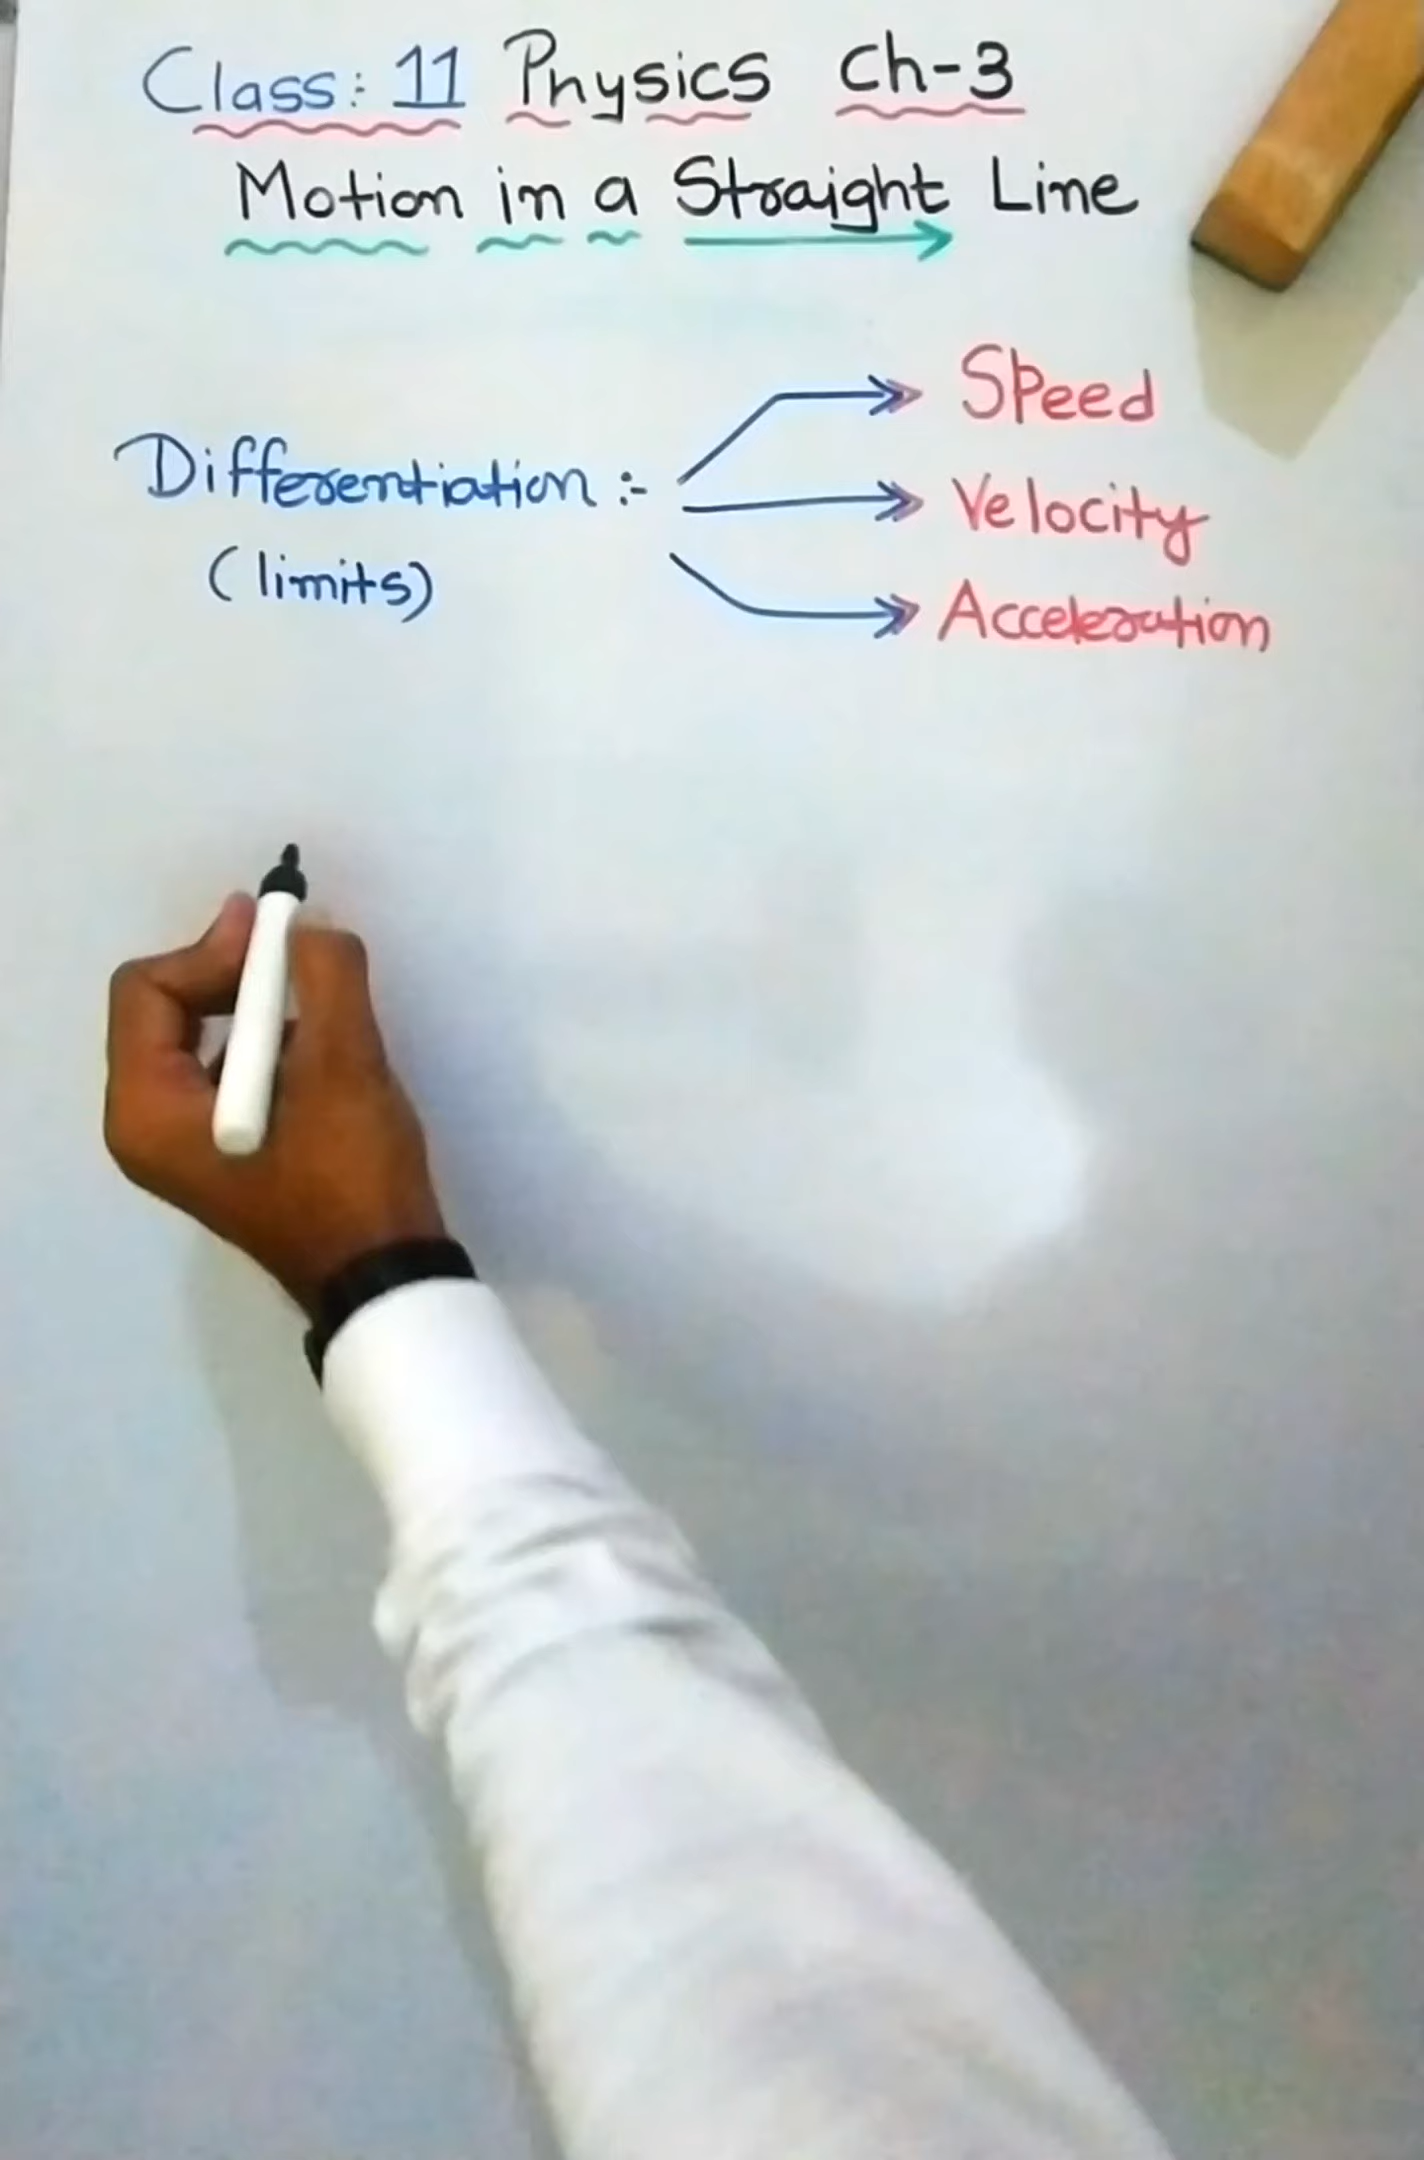 Class: 11 Physics Ch-3
Motion in a Straight Line
Differentiation :-
(limits)
Speed
Velocity
Acceleration